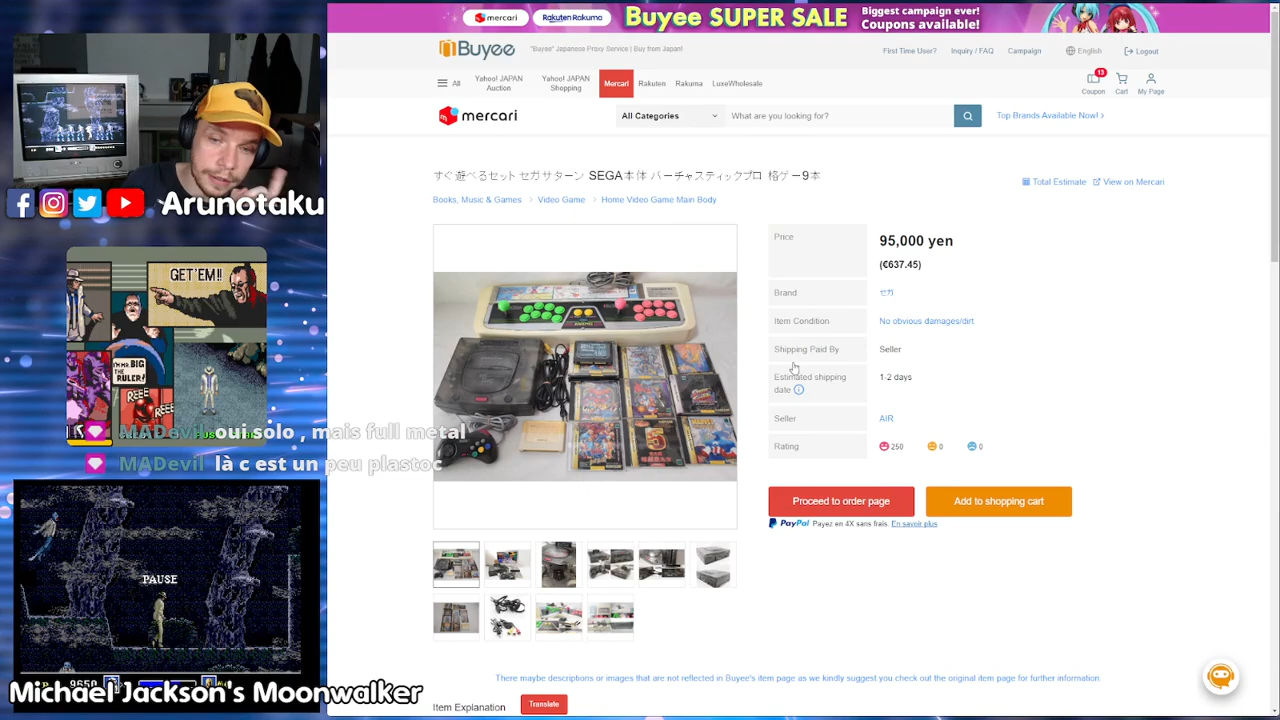 mercari
Rakuten Rakuma
Buyee SUPER SALE
Biggest campaign ever!
Coupons available!
Buyee
"Buyee" Japanese Proxy Service | Buy from Japan!
First Time User?
Inquiry / FAQ
Campaign
English
Logout
All
Yahoo! JAPAN
Auction
Yahoo! JAPAN
Shopping
Mercari
Rakuten
Rakuma
LuxeWholesale
13
Coupon
Cart
My Page
mercari
All Categories
What are you looking for?
Top Brands Available Now! ›
すぐ遊べるセット セガサターン SEGA本体 バーチャスティックプロ 格ゲー9本
Total Estimate
View on Mercari
Books, Music & Games
Video Game
Home Video Game Main Body
Price
95,000 yen
(€637.45)
Brand
セガ
Item Condition
No obvious damages/dirt
Shipping Paid By
Seller
Estimated shipping
date
1-2 days
Seller
AIR
Rating
250
0
0
Proceed to order page
Add to shopping cart
PayPal Payez en 4X sans frais. En savoir plus
There maybe descriptions or images that are not reflected in Buyee's item page as we kindly suggest you check out the original item page for further information.
Item Explanation
Translate
Arunotaku
GET'EM!!
I'M MR.BIG
THE RULER!
REEE
REEE
MADevil oui solo , mais full metal
MADevil là c est un peu plastoc
PAUSE
9650
Michael Jackson's Moonwalker